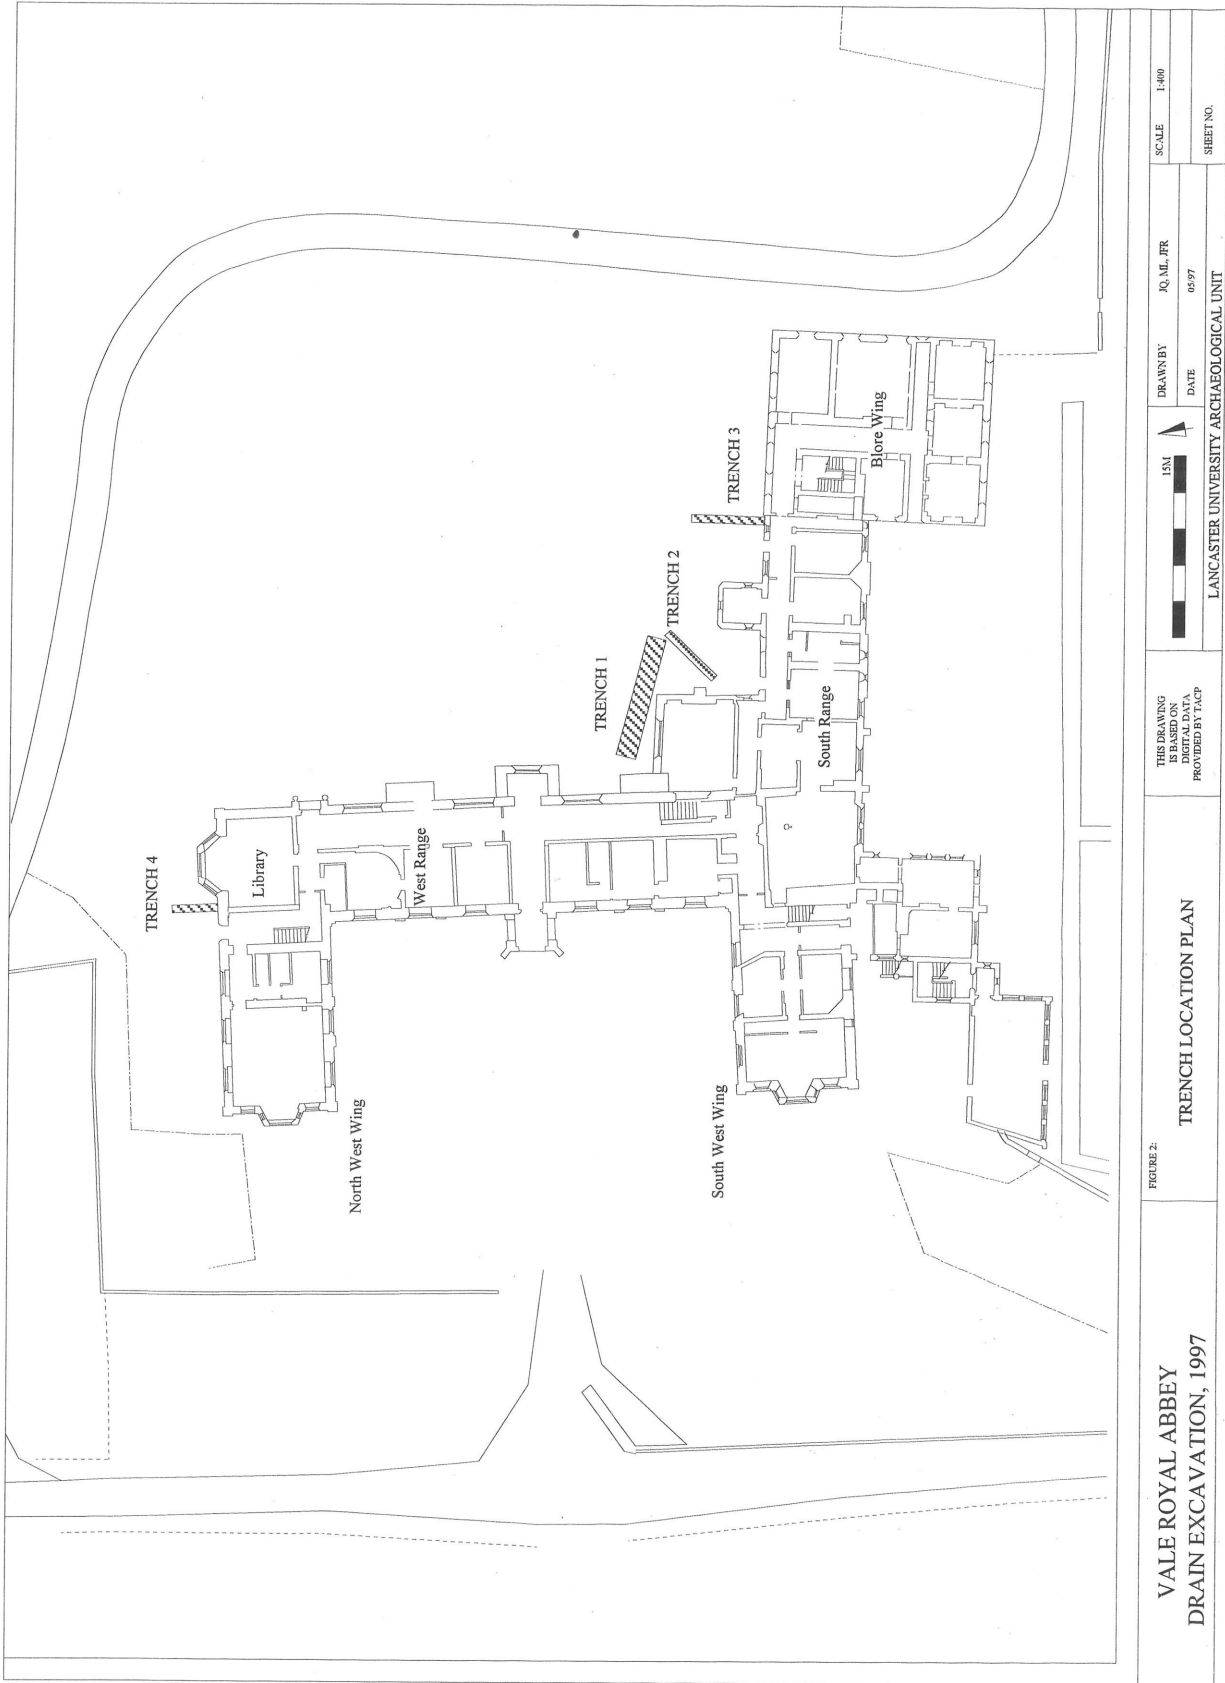 TRENCH 4
Library
West Range
North West Wing
TRENCH 1
TRENCH 2
TRENCH 3
South Range
Blore Wing
South West Wing
VALE ROYAL ABBEY
DRAIN EXCAVATION, 1997
FIGURE 2:
TRENCH LOCATION PLAN
THIS DRAWING
IS BASED ON
DIGITAL DATA
PROVIDED BY TACP
15M
DRAWN BY JQ, ML, JFR
DATE 05/97
SCALE 1:400
LANCASTER UNIVERSITY ARCHAEOLOGICAL UNIT
SHEET NO.